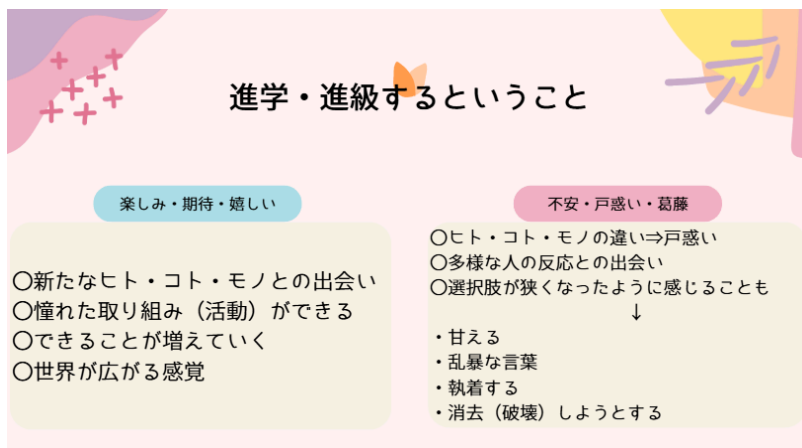 進学・進級するということ
楽しみ・期待・嬉しい
〇新たなヒト・コト・モノとの出会い
〇憧れた取り組み（活動）ができる
〇できることが増えていく
〇世界が広がる感覚
不安・戸惑い・葛藤
〇ヒト・コト・モノの違い⇒戸惑い
〇多様な人の反応との出会い
〇選択肢が狭くなったように感じることも
↓
・甘える
・乱暴な言葉
・執着する
・消去（破壊）しようとする